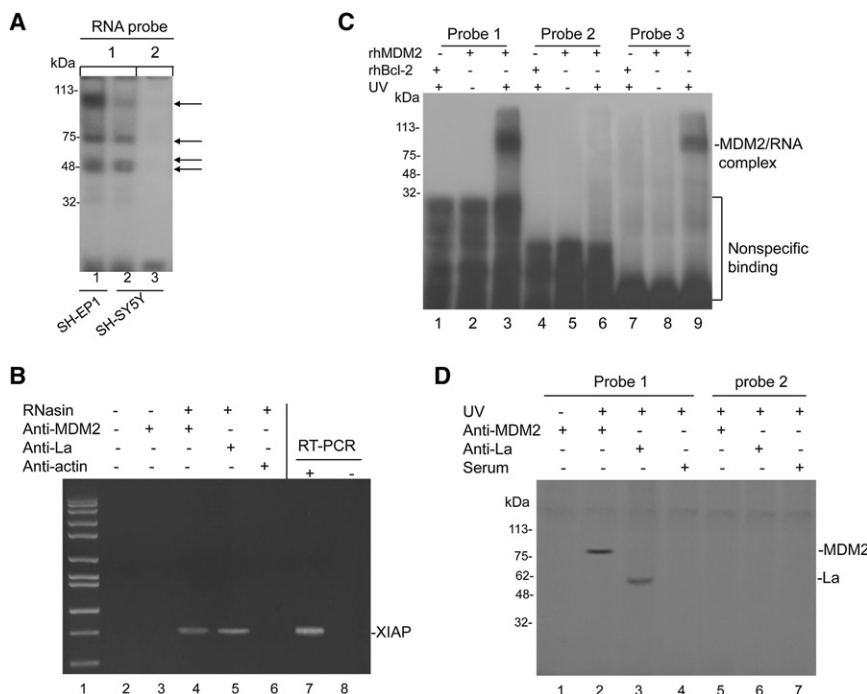 A
RNA probe
1 2
kDa
113-
75-
48-
32-
1 2 3
SH-EP1
SH-SY5Y
B
RNasin - - + + +
Anti-MDM2 - + + - -
Anti-La - - - + -
Anti-actin - - - - +
RT-PCR
+ -
-XIAP
1 2 3 4 5 6 7 8
C
Probe 1 Probe 2 Probe 3
rhMDM2 - + + - + + - + +
rhBcl-2 + - - + - - + - -
UV + - + + - + + - +
kDa
113-
75-
48-
32-
-MDM2/RNA
complex
Nonspecific
binding
1 2 3 4 5 6 7 8 9
D
Probe 1 probe 2
UV - + + + + + +
Anti-MDM2 + + - - + - -
Anti-La - - + - - + -
Serum - - - + - - +
kDa
113-
75-
62-
48-
32-
-MDM2
-La
1 2 3 4 5 6 7